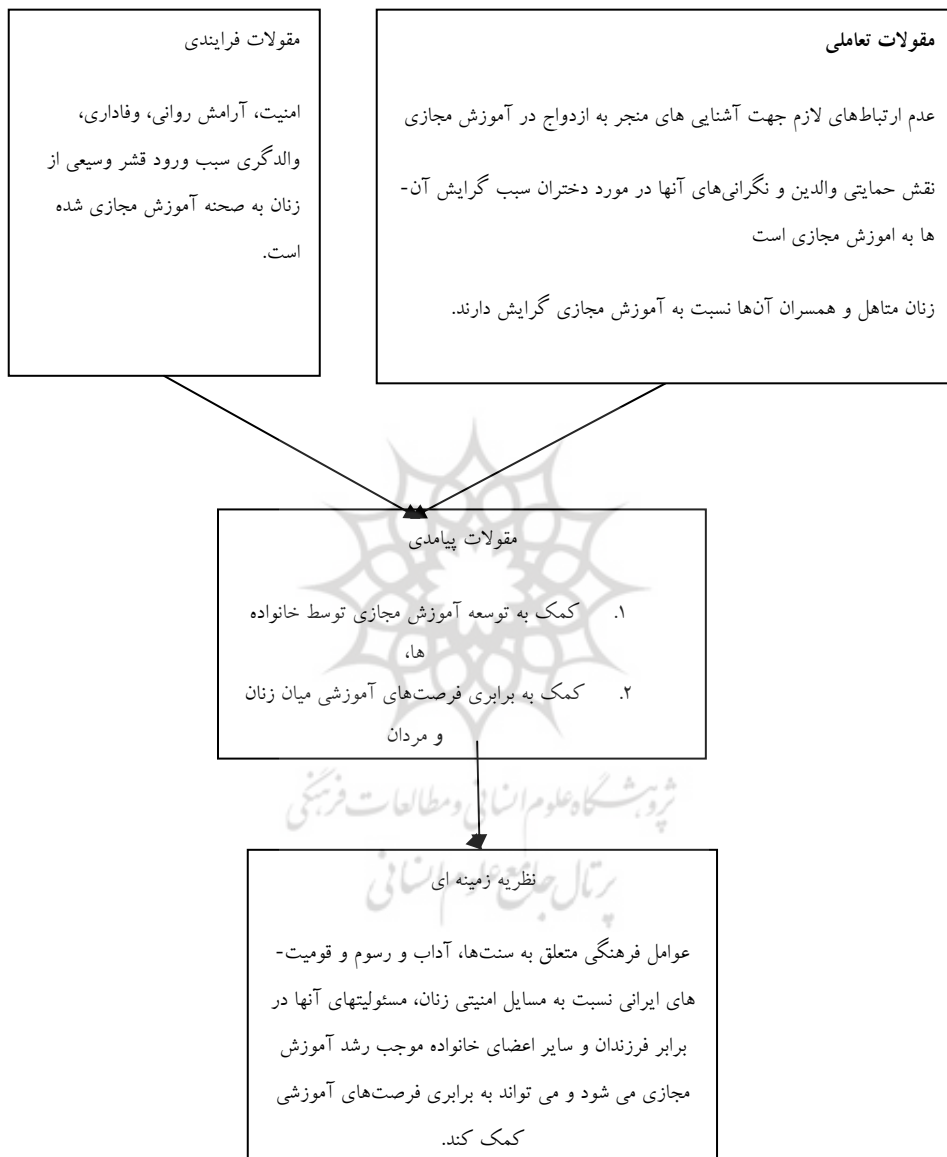 مقولات تعاملی
عدم ارتباط‌های لازم جهت آشنایی های منجر به ازدواج در آموزش مجازی
نقش حمایتی والدین و نگرانی‌های آنها در مورد دختران سبب گرایش آن-
ها به اموزش مجازی است
زنان متاهل و همسران آن‌ها نسبت به آموزش مجازی گرایش دارند.
مقولات فرایندی
امنیت، آرامش روانی، وفاداری،
والدگری سبب ورود قشر وسیعی از
زنان به صحنه آموزش مجازی شده
است.
مقولات پیامدی
۱. کمک به توسعه آموزش مجازی توسط خانواده
ها،
۲. کمک به برابری فرصت‌های آموزشی میان زنان
و مردان
پژوهشگاه علوم انسانی و مطالعات فرهنگی
پرتال جامع علوم انسانی
نظریه زمینه ای
عوامل فرهنگی متعلق به سنت‌ها، آداب و رسوم و قومیت-
های ایرانی نسبت به مسایل امنیتی زنان، مسئولیتهای آنها در
برابر فرزندان و سایر اعضای خانواده موجب رشد آموزش
مجازی می شود و می تواند به برابری فرصت‌های آموزشی
کمک کند.